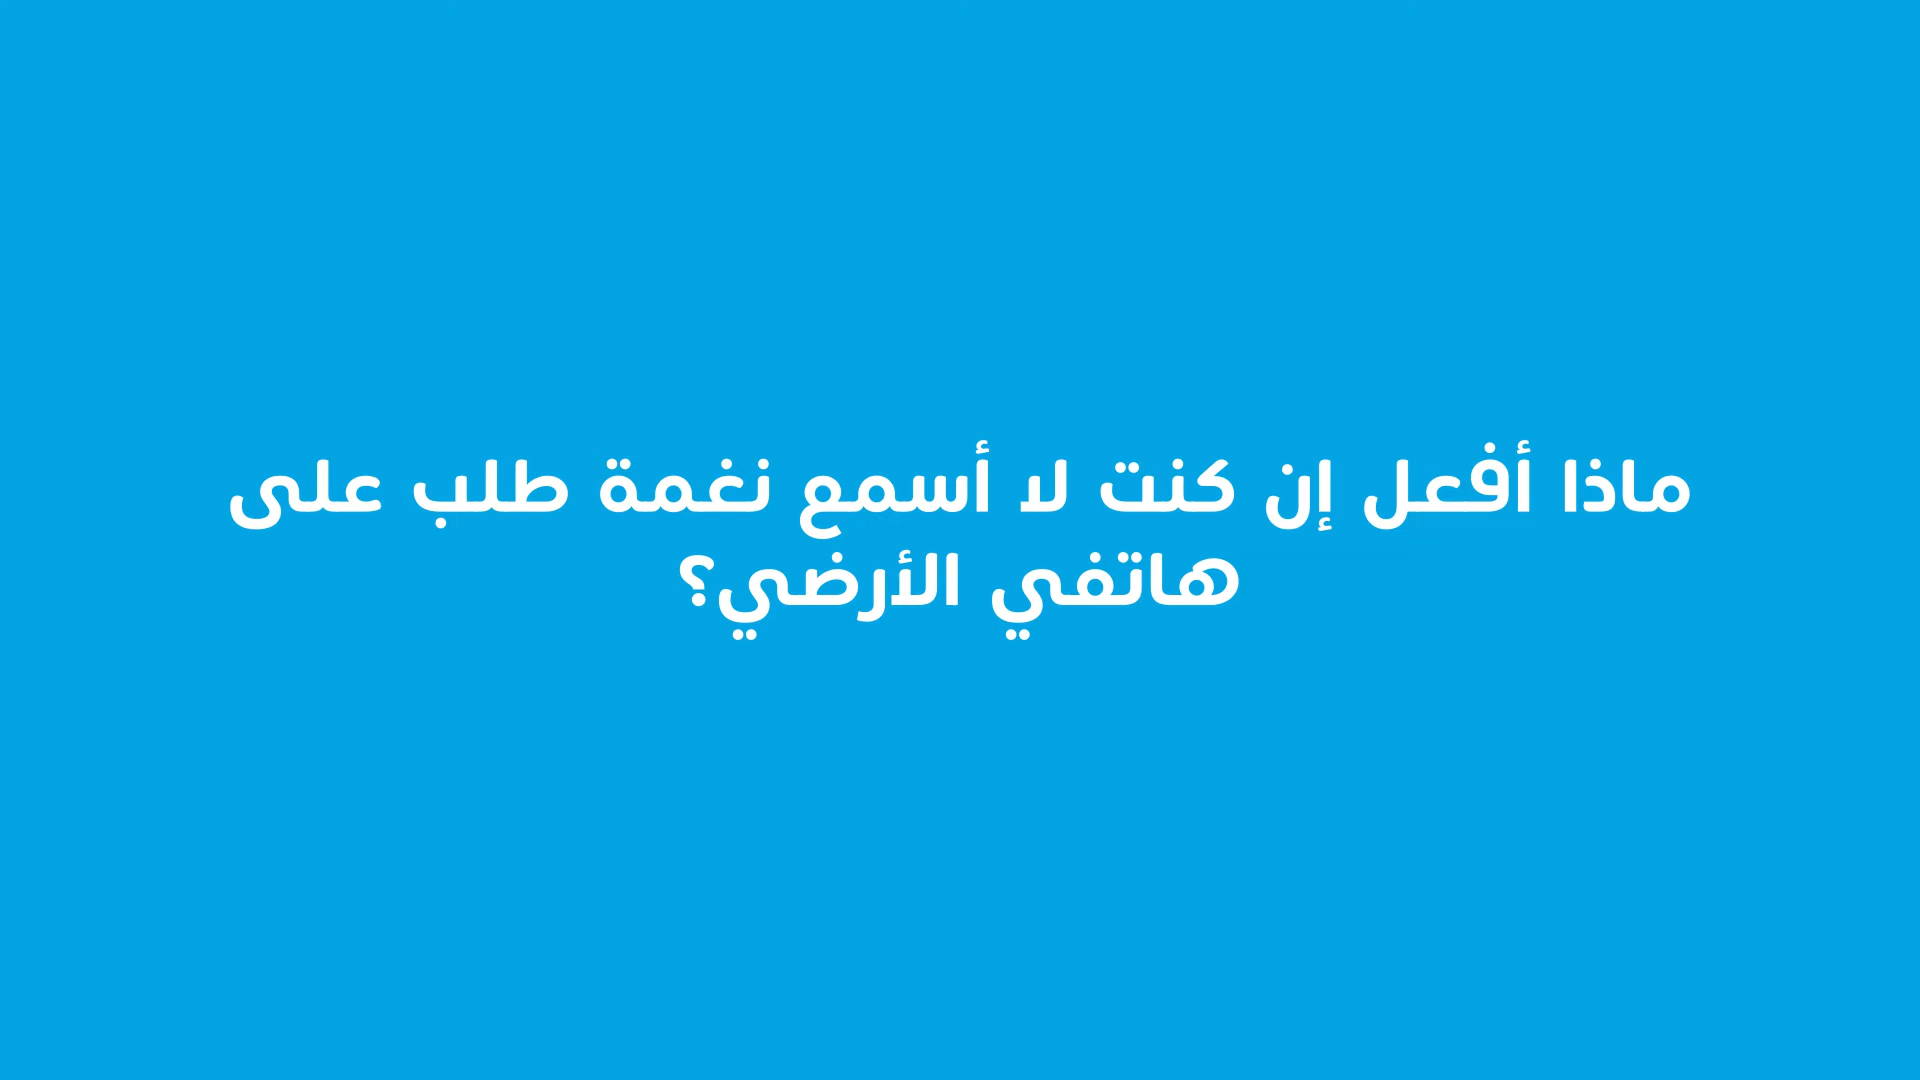 ماذا أفعل إن كنت لا أسمع نغمة طلب على
هاتفي الأرضي؟